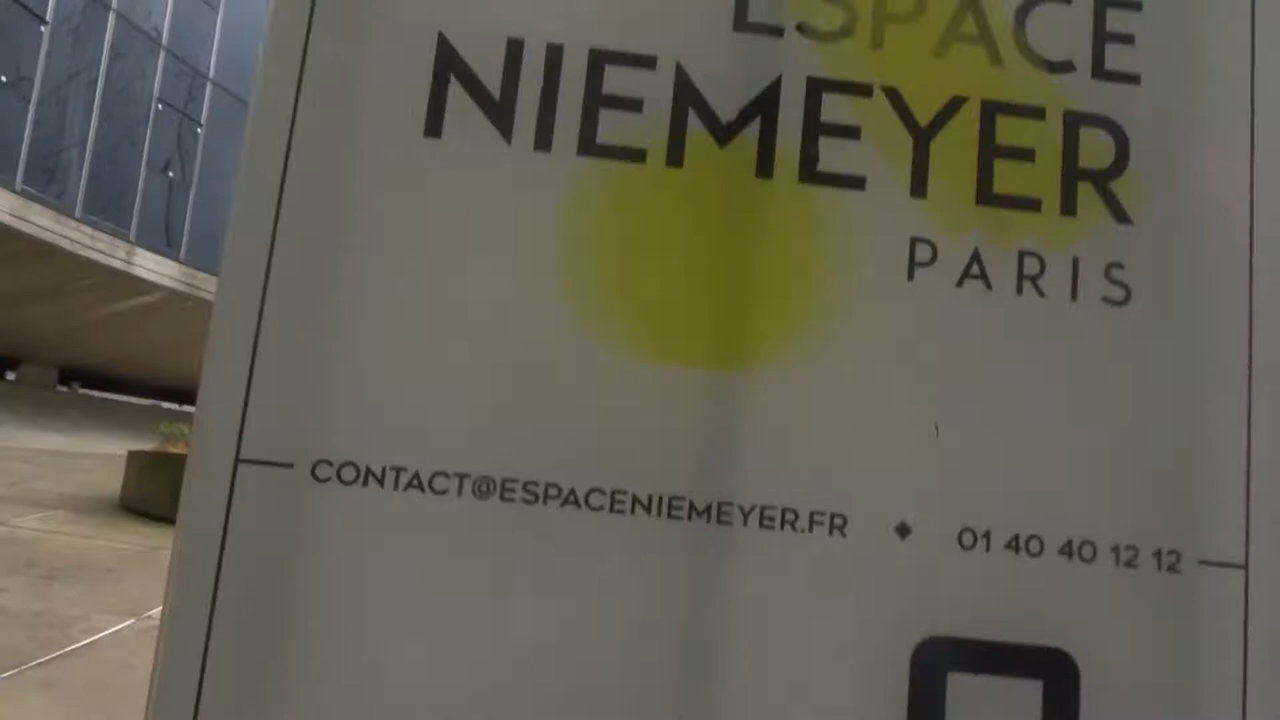 ESPACE
NIEMEYER
PARIS
CONTACT@ESPACENIEMEYER.FR ◆ 01 40 40 12 12